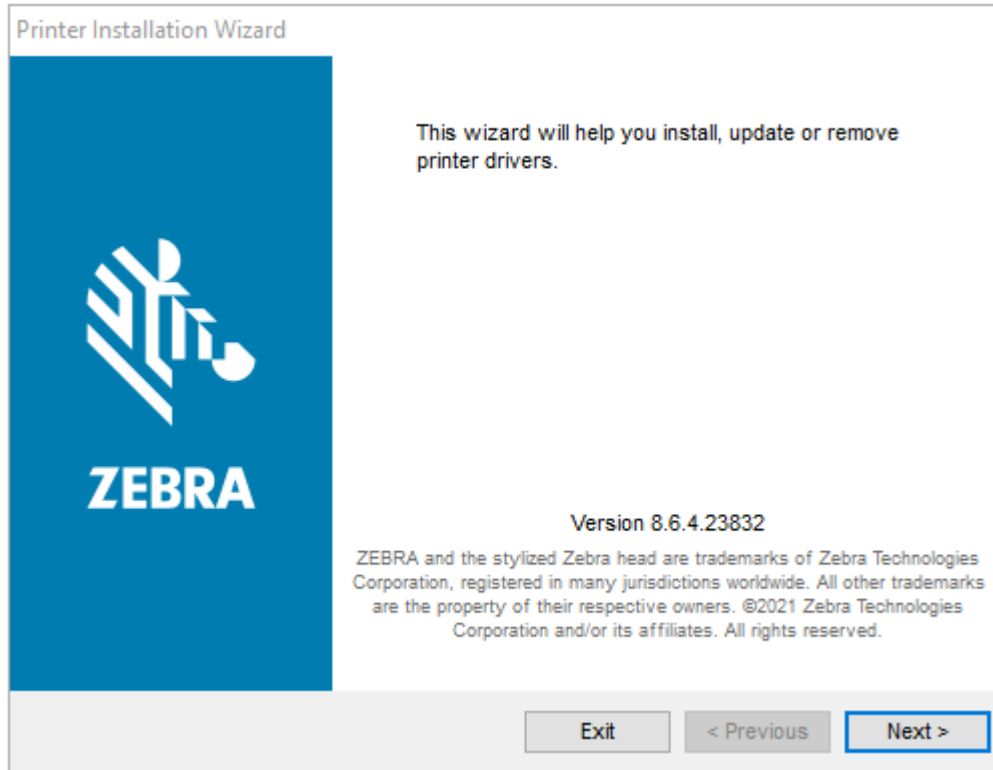 Printer Installation Wizard
This wizard will help you install, update or remove
printer drivers.
ZEBRA
Version 8.6.4.23832
ZEBRA and the stylized Zebra head are trademarks of Zebra Technologies
Corporation, registered in many jurisdictions worldwide. All other trademarks
are the property of their respective owners. ©2021 Zebra Technologies
Corporation and/or its affiliates. All rights reserved.
Exit
< Previous
Next >